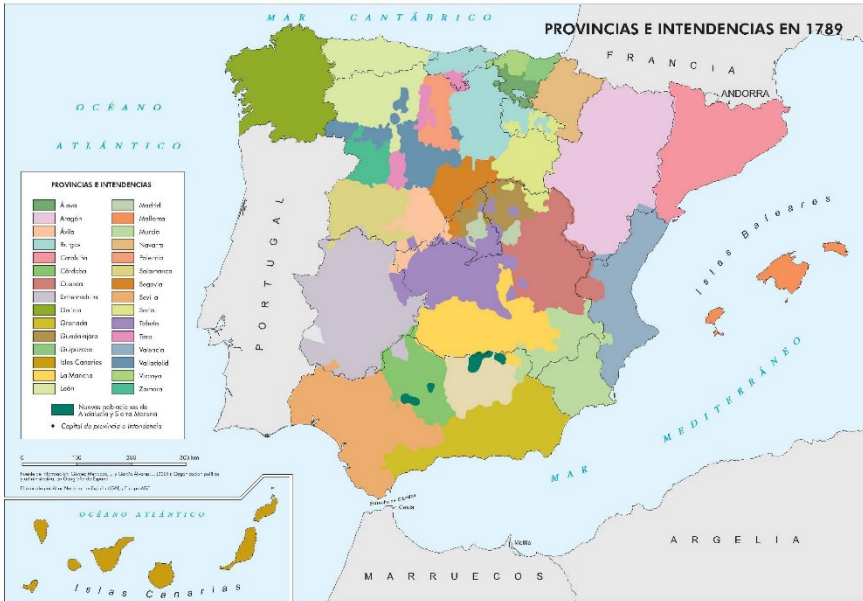 PROVINCIAS E INTENDENCIAS EN 1789
MAR CANTÁBRICO
FRANCIA
ANDORRA
OCÉANO
ATLÁNTICO
PORTUGAL
Islas Baleares
MAR MEDITERRÁNEO
PROVINCIAS E INTENDENCIAS
Álava
Aragón
Ávila
Burgos
Cataluña
Córdoba
Cuenca
Extremadura
Galicia
Granada
Guadalajara
Guipúzcoa
Islas Canarias
La Mancha
León
Madrid
Mallorca
Murcia
Navarra
Palencia
Salamanca
Segovia
Sevilla
Soria
Toledo
Toro
Valencia
Valladolid
Vizcaya
Zamora
Nuevas poblaciones de
Andalucía y Sierra Morena
Capital de provincia e Intendencia
0 100 200 300 km
Estrecho de Gibraltar
Ceuta
Melilla
MARRUECOS
ARGELIA
OCÉANO ATLÁNTICO
Islas Canarias